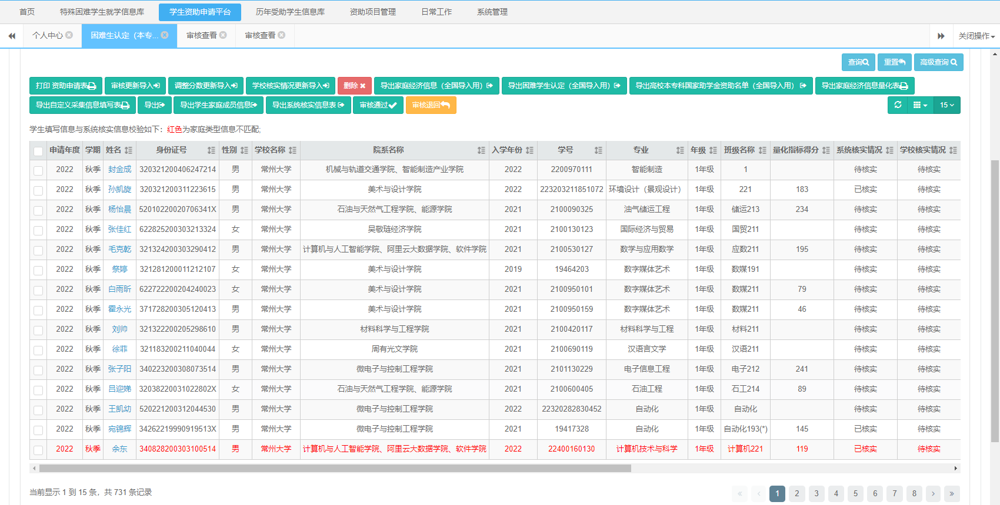 首页 特殊困难学生就学信息库 学生资助申请平台 历年受助学生信息库 资助项目管理 日常工作 系统管理
个人中心 困难生认定（本专... 审核查看 审核查看 关闭操作
查询 重置 高级查询
打印 资助申请表 审核更新导入 调整分数更新导入 学校核实情况更新导入 删除 导出家庭经济信息（全国导入用） 导出困难学生认定（全国导入用） 导出高校本专科国家助学金资助名单（全国导入用） 导出家庭经济信息量化表
导出自定义采集信息填写表 导出 导出学生家庭成员信息 导出系统核实信息表 审核通过 审核退回 15
学生填写信息与系统核实信息校验如下：红色为家庭类型信息不匹配;
申请年度 学期 姓名 身份证号 性别 学校名称 院系名称 入学年份 学号 专业 年级 班级名称 量化指标得分 系统核实情况 学校核实情况
2022 秋季 封金成 320321200406247214 男 常州大学 机械与轨道交通学院、智能制造产业学院 2022 2200970111 智能制造 1年级 1 待核实 待核实
2022 秋季 孙凯旋 320321200311223615 男 常州大学 美术与设计学院 2022 223203211851072 环境设计（景观设计） 1年级 221 183 已核实 待核实
2022 秋季 杨怡晨 52010220020706341X 男 常州大学 石油与天然气工程学院、能源学院 2021 2100090325 油气储运工程 1年级 储运213 234 待核实 待核实
2022 秋季 张佳红 622825200303213324 女 常州大学 吴敬琏经济学院 2021 2100130123 国际经济与贸易 1年级 国贸211 待核实 待核实
2022 秋季 毛克乾 321324200303290412 男 常州大学 计算机与人工智能学院、阿里云大数据学院、软件学院 2021 2100530127 数学与应用数学 1年级 应数211 195 待核实 待核实
2022 秋季 祭婷 321281200011212107 女 常州大学 美术与设计学院 2019 19464203 数字媒体艺术 1年级 数媒191 待核实 待核实
2022 秋季 白雨昕 622722200204240023 女 常州大学 美术与设计学院 2021 2100950101 数字媒体艺术 1年级 数媒211 79 待核实 待核实
2022 秋季 霍永光 371728200305120413 男 常州大学 美术与设计学院 2021 2100950159 数字媒体艺术 1年级 数媒211 46 待核实 待核实
2022 秋季 刘帅 321322200205298610 男 常州大学 材料科学与工程学院 2021 2100420117 材料科学与工程 1年级 材料211 待核实 待核实
2022 秋季 徐菲 321183200211040044 女 常州大学 周有光文学院 2021 2100690119 汉语言文学 1年级 汉语211 待核实 待核实
2022 秋季 张子阳 340223200308073514 男 常州大学 微电子与控制工程学院 2021 2101130229 电子信息工程 1年级 电子212 241 待核实 待核实
2022 秋季 吕迎娣 32038220031022802X 女 常州大学 石油与天然气工程学院、能源学院 2021 2100600405 石油工程 1年级 石工214 89 待核实 待核实
2022 秋季 王凯幼 520221200312044530 男 常州大学 微电子与控制工程学院 2022 22320282830452 自动化 1年级 自动化 待核实 待核实
2022 秋季 宛锦辉 34262219990919513X 男 常州大学 微电子与控制工程学院 2021 19417328 自动化 1年级 自动化193(*) 145 已核实 待核实
2022 秋季 余东 340828200303100514 男 常州大学 计算机与人工智能学院、阿里云大数据学院、软件学院 2022 22400160130 计算机技术与科学 1年级 计算机221 119 已核实 待核实
当前显示 1 到 15 条，共 731 条记录 « ‹ 1 2 3 4 5 6 7 8 › »